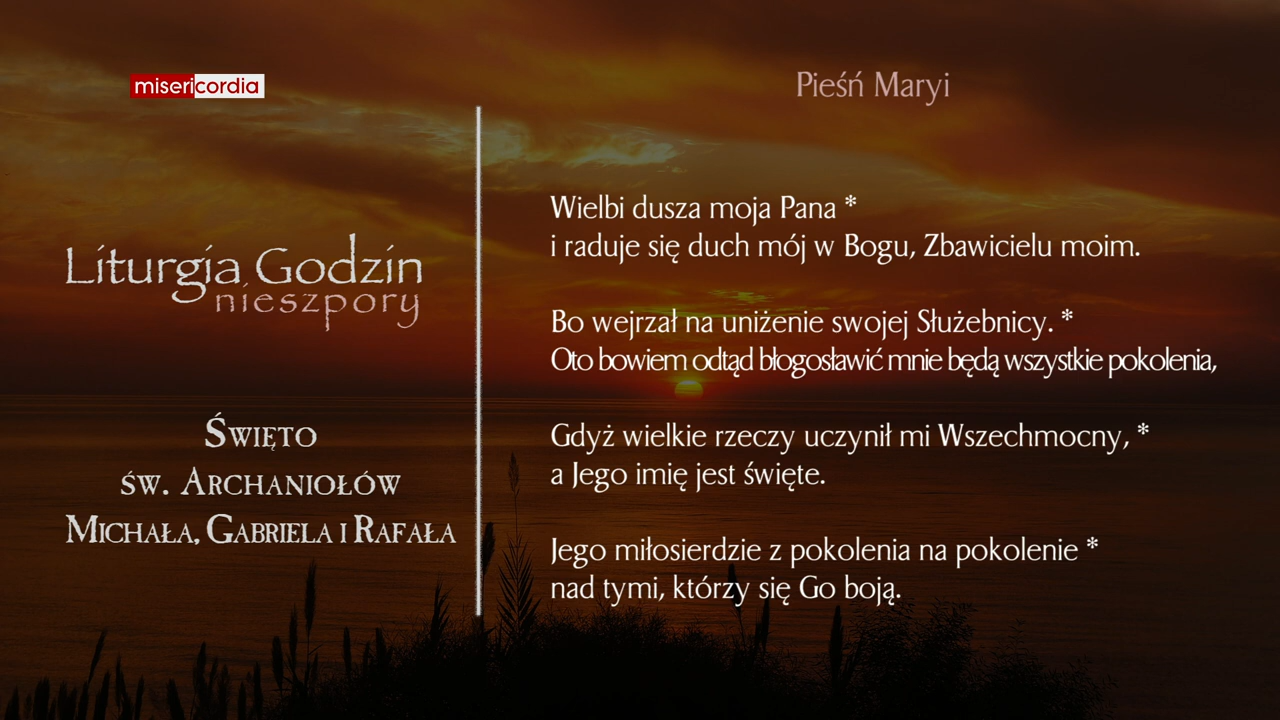 misericordia
Liturgia Godzin
nieszpory
Święto
św. Archaniołów
Michała, Gabriela i Rafała
Pieśń Maryi
Wielbi dusza moja Pana *
i raduje się duch mój w Bogu, Zbawicielu moim.
Bo wejrzał na uniżenie swojej Służebnicy. *
Oto bowiem odtąd błogosławić mnie będą wszystkie pokolenia,
Gdyż wielkie rzeczy uczynił mi Wszechmocny, *
a Jego imię jest święte.
Jego miłosierdzie z pokolenia na pokolenie *
nad tymi, którzy się Go boją.